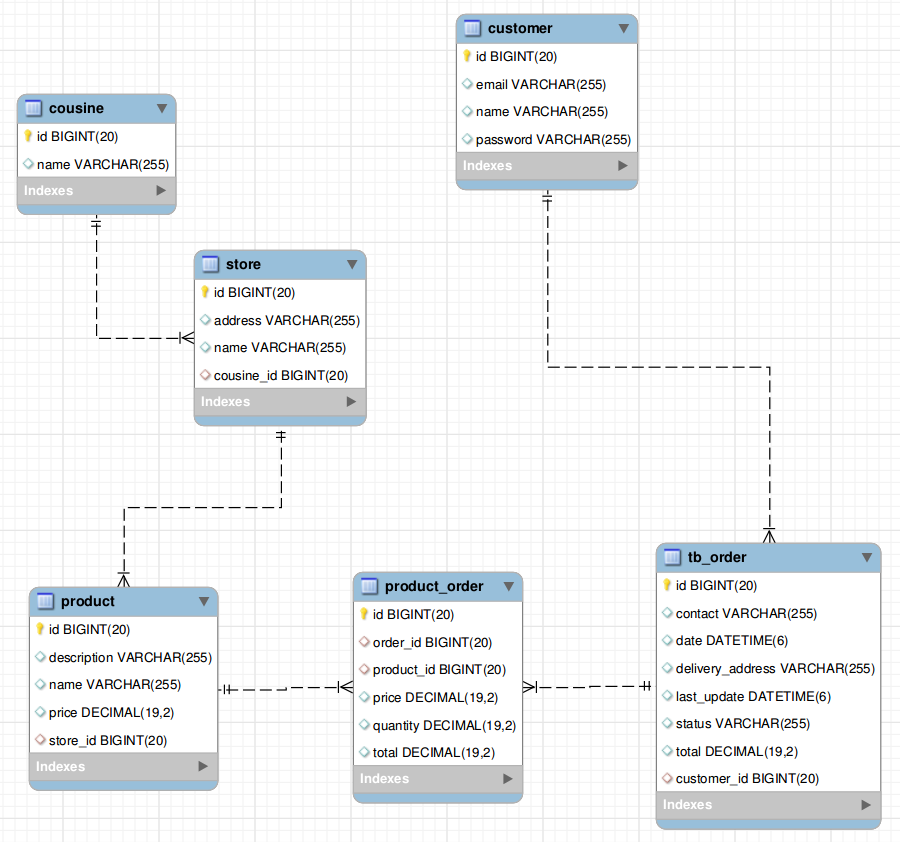 customer
id BIGINT(20)
email VARCHAR(255)
name VARCHAR(255)
password VARCHAR(255)
Indexes
cousine
id BIGINT(20)
name VARCHAR(255)
Indexes
store
id BIGINT(20)
address VARCHAR(255)
name VARCHAR(255)
cousine_id BIGINT(20)
Indexes
product
id BIGINT(20)
description VARCHAR(255)
name VARCHAR(255)
price DECIMAL(19,2)
store_id BIGINT(20)
Indexes
product_order
id BIGINT(20)
order_id BIGINT(20)
product_id BIGINT(20)
price DECIMAL(19,2)
quantity DECIMAL(19,2)
total DECIMAL(19,2)
Indexes
tb_order
id BIGINT(20)
contact VARCHAR(255)
date DATETIME(6)
delivery_address VARCHAR(255)
last_update DATETIME(6)
status VARCHAR(255)
total DECIMAL(19,2)
customer_id BIGINT(20)
Indexes